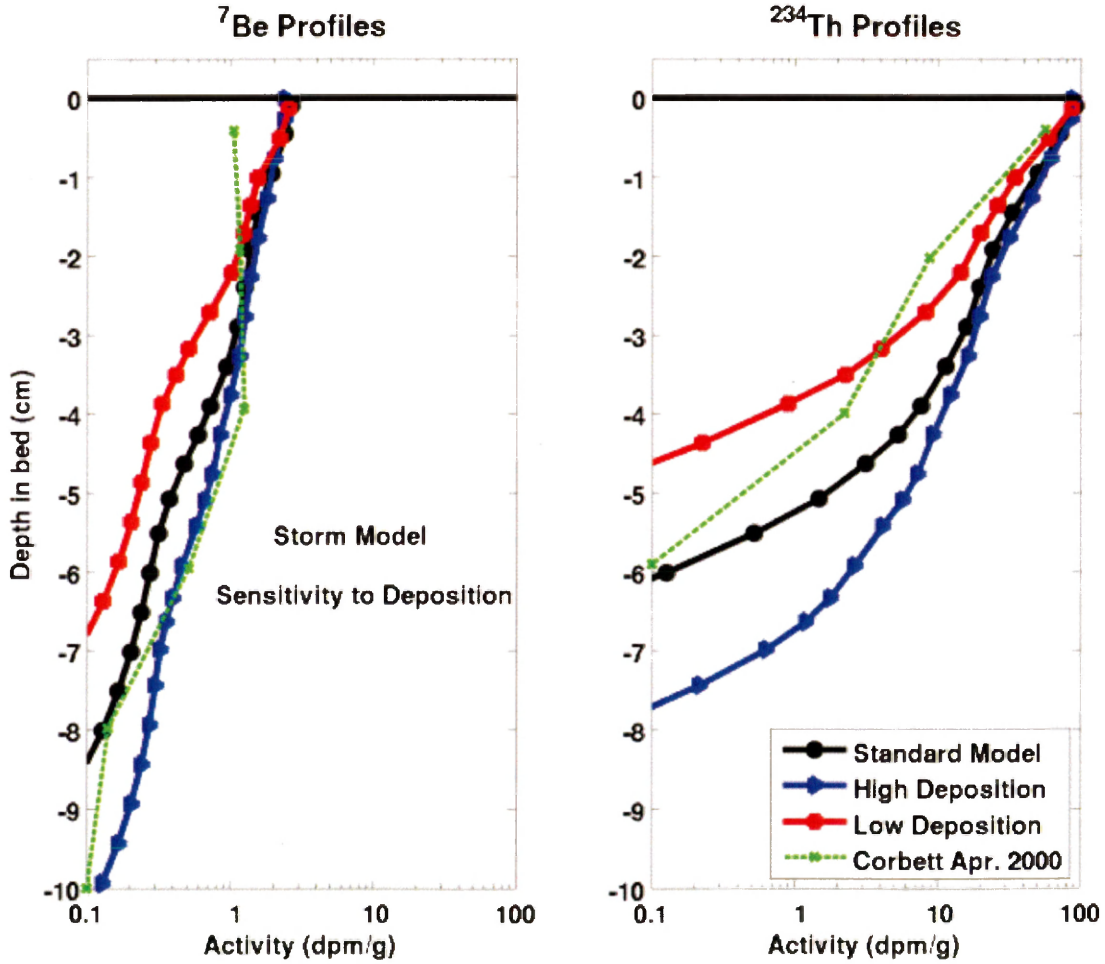 7Be Profiles
234Th Profiles
Depth in bed (cm)
0
-1
-2
-3
-4
-5
-6
-7
-8
-9
-10
0.1
1
10
100
Activity (dpm/g)
Storm Model
Sensitivity to Deposition
0
-1
-2
-3
-4
-5
-6
-7
-8
-9
-10
0.1
1
10
100
Activity (dpm/g)
Standard Model
High Deposition
Low Deposition
Corbett Apr. 2000